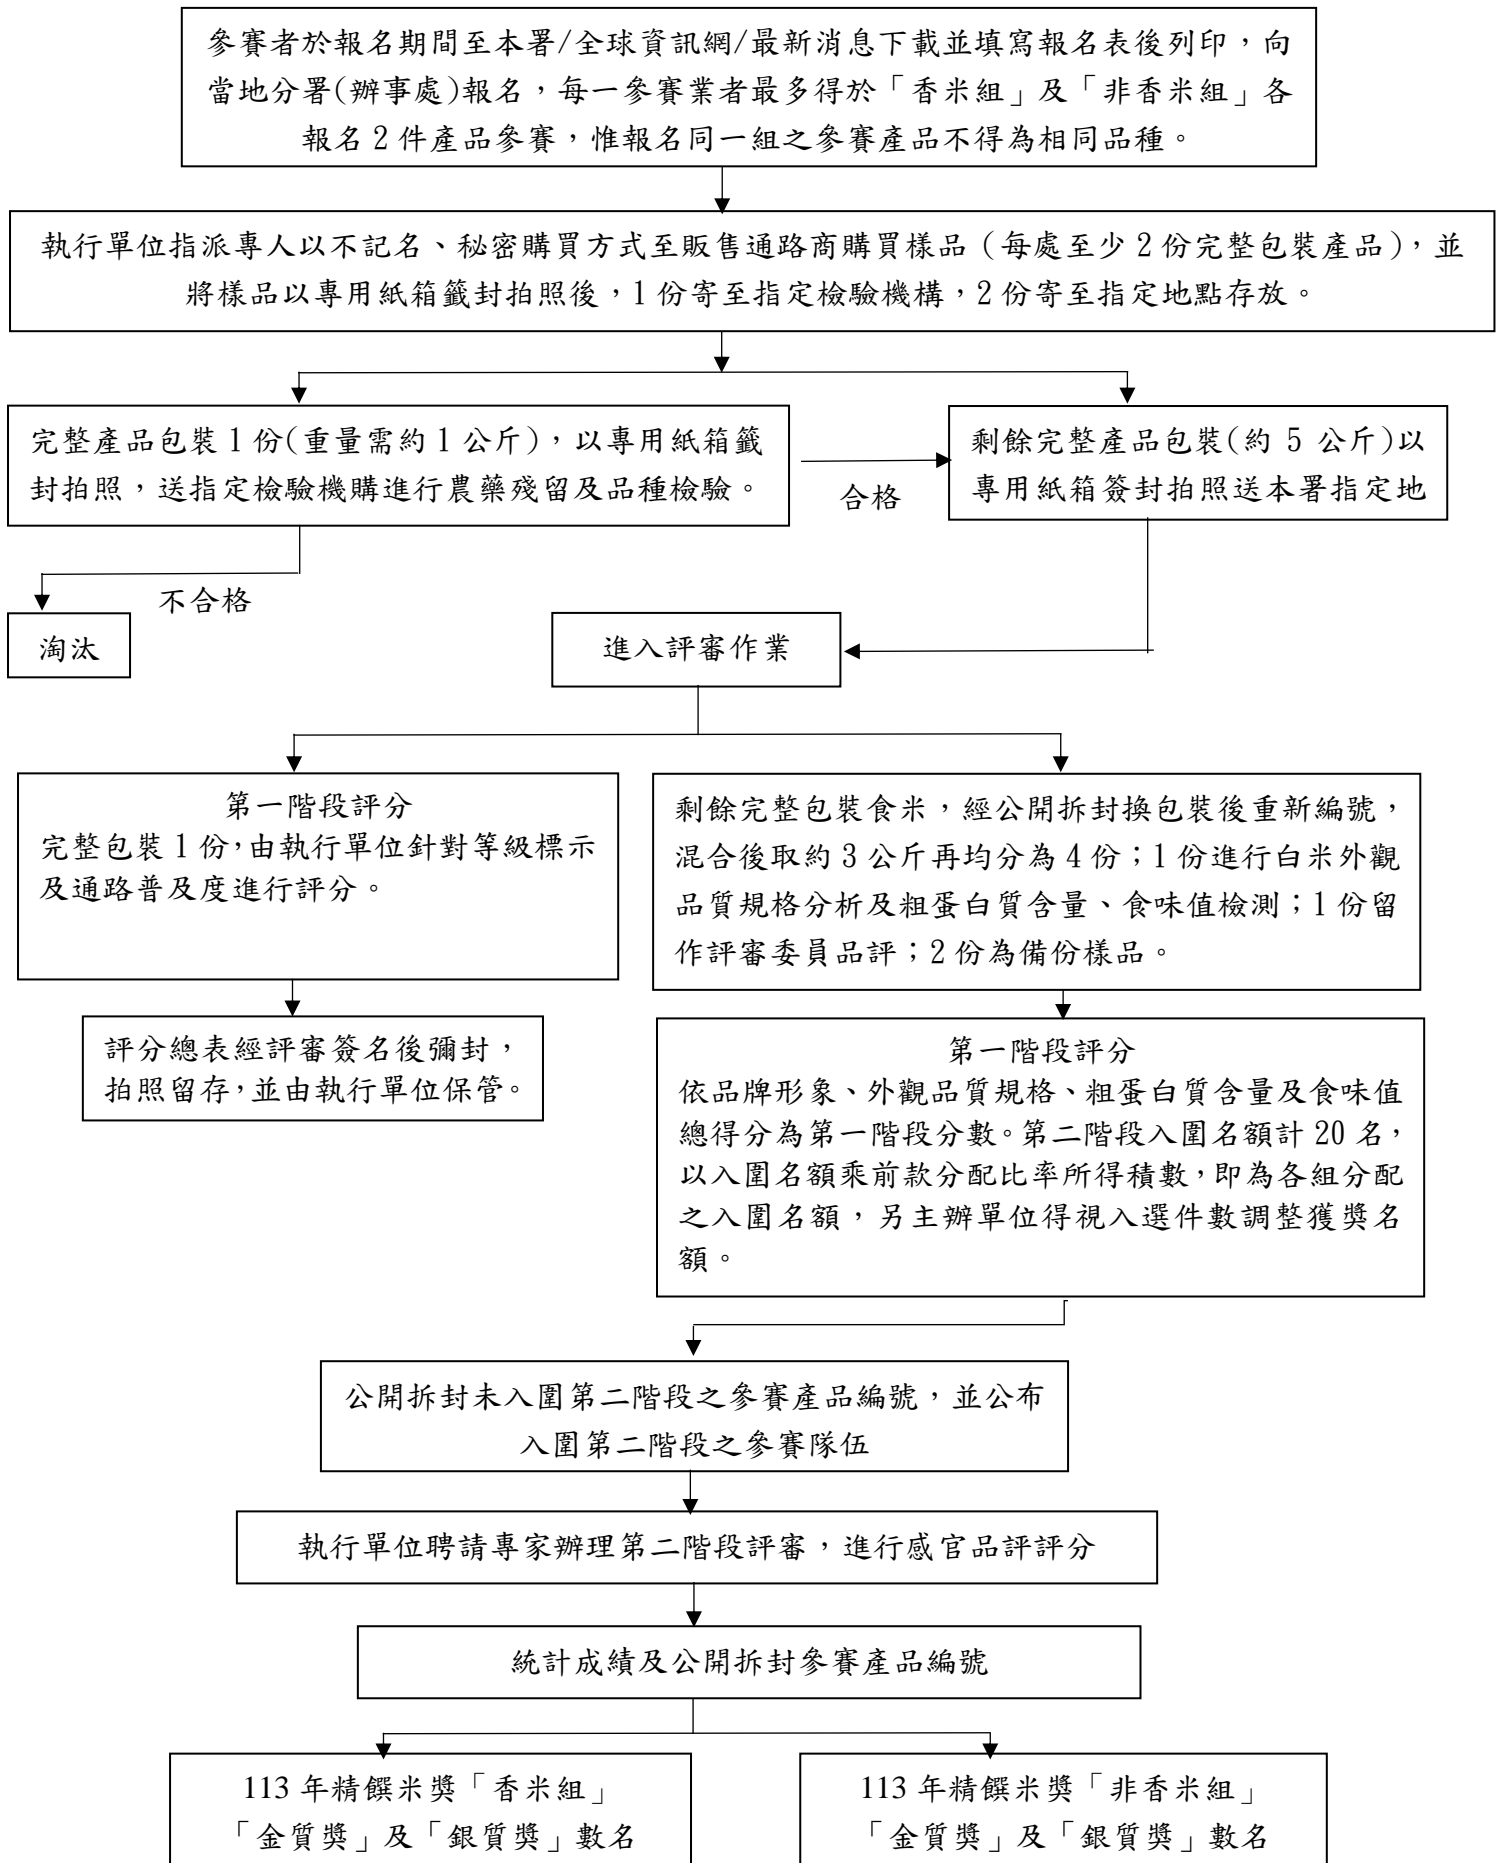 參賽者於報名期間至本署/全球資訊網/最新消息下載並填寫報名表後列印，向
當地分署(辦事處)報名，每一參賽業者最多得於「香米組」及「非香米組」各
報名 2 件產品參賽，惟報名同一組之參賽產品不得為相同品種。
執行單位指派專人以不記名、秘密購買方式至販售通路商購買樣品（每處至少 2 份完整包裝產品），並
將樣品以專用紙箱籤封拍照後，1 份寄至指定檢驗機構，2 份寄至指定地點存放。
完整產品包裝 1 份(重量需約 1 公斤)，以專用紙箱籤
封拍照，送指定檢驗機購進行農藥殘留及品種檢驗。
合格
剩餘完整產品包裝(約 5 公斤)以
專用紙箱簽封拍照送本署指定地
不合格
淘汰
進入評審作業
第一階段評分
完整包裝 1 份，由執行單位針對等級標示
及通路普及度進行評分。
剩餘完整包裝食米，經公開拆封換包裝後重新編號，
混合後取約 3 公斤再均分為 4 份；1 份進行白米外觀
品質規格分析及粗蛋白質含量、食味值檢測；1 份留
作評審委員品評；2 份為備份樣品。
評分總表經評審簽名後彌封，
拍照留存，並由執行單位保管。
第一階段評分
依品牌形象、外觀品質規格、粗蛋白質含量及食味值
總得分為第一階段分數。第二階段入圍名額計 20 名，
以入圍名額乘前款分配比率所得積數，即為各組分配
之入圍名額，另主辦單位得視入選件數調整獲獎名
額。
公開拆封未入圍第二階段之參賽產品編號，並公布
入圍第二階段之參賽隊伍
執行單位聘請專家辦理第二階段評審，進行感官品評評分
統計成績及公開拆封參賽產品編號
113 年精饌米獎「香米組」
「金質獎」及「銀質獎」數名
113 年精饌米獎「非香米組」
「金質獎」及「銀質獎」數名